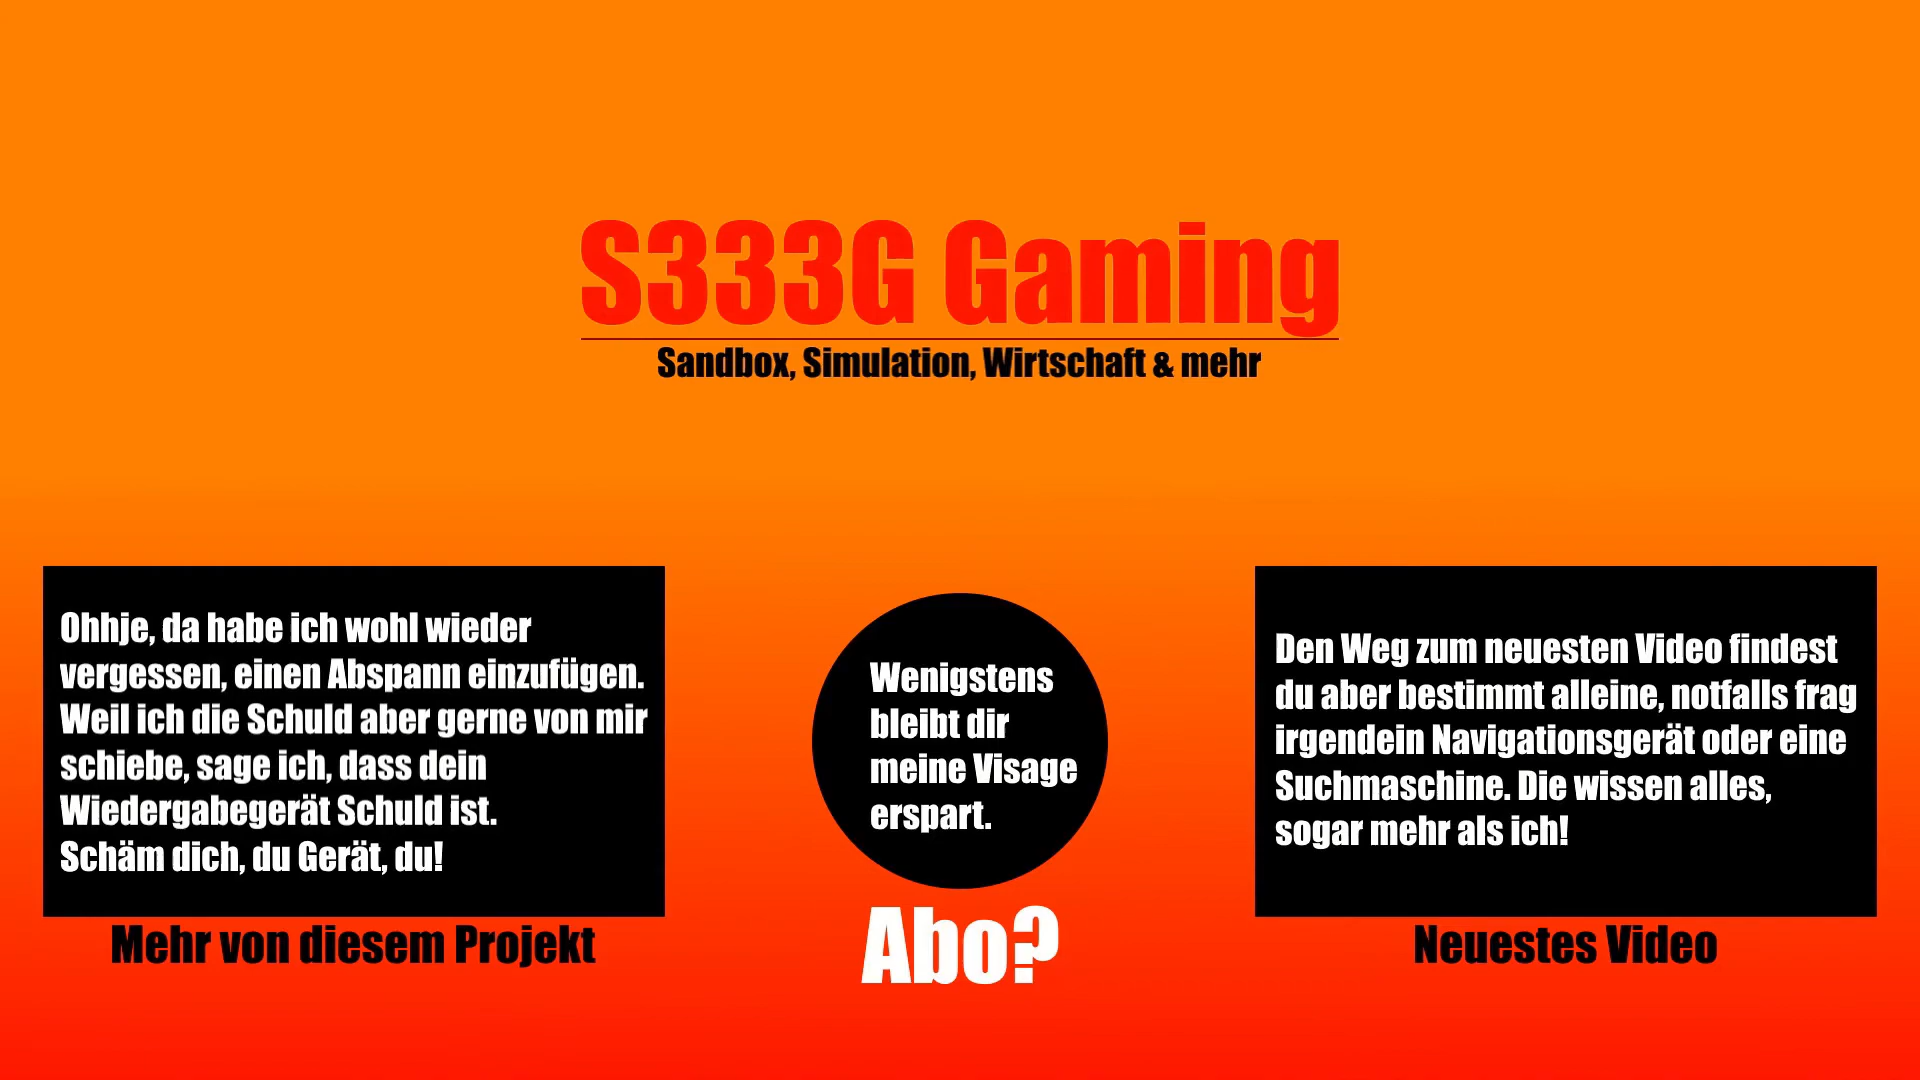 S333G Gaming
Sandbox, Simulation, Wirtschaft & mehr
Ohhje, da habe ich wohl wieder
vergessen, einen Abspann einzufügen.
Weil ich die Schuld aber gerne von mir
schiebe, sage ich, dass dein
Wiedergabegerät Schuld ist.
Schäm dich, du Gerät, du!
Mehr von diesem Projekt
Wenigstens
bleibt dir
meine Visage
erspart.
Abo?
Den Weg zum neuesten Video findest
du aber bestimmt alleine, notfalls frag
irgendein Navigationsgerät oder eine
Suchmaschine. Die wissen alles,
sogar mehr als ich!
Neuestes Video